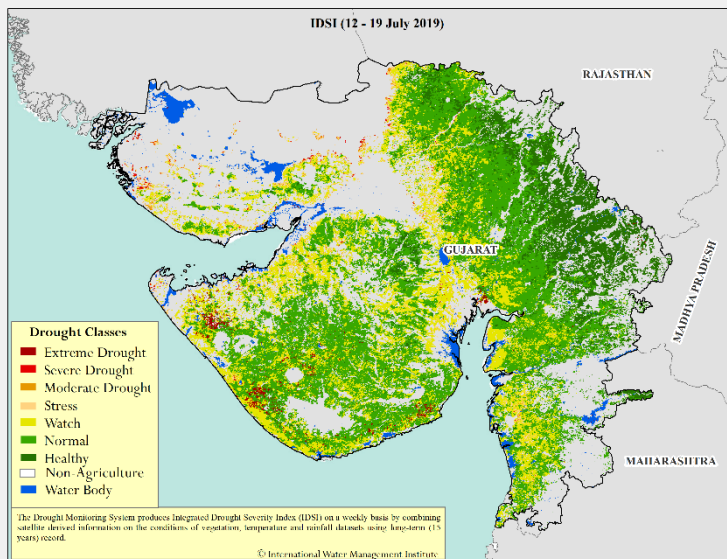 IDSI (12 - 19 July 2019)
RAJASTHAN
GUJARAT
MADHYA PRADESH
MAHARASHTRA
Drought Classes
Extreme Drought
Severe Drought
Moderate Drought
Stress
Watch
Normal
Healthy
Non-Agriculture
Water Body
The Drought Monitoring System produces Integrated Drought Severity Index (IDSI) on a weekly basis by combining
satellite derived information on the conditions of vegetation, temperature and rainfall datasets using long-term (15
years) record.
© International Water Management Institute